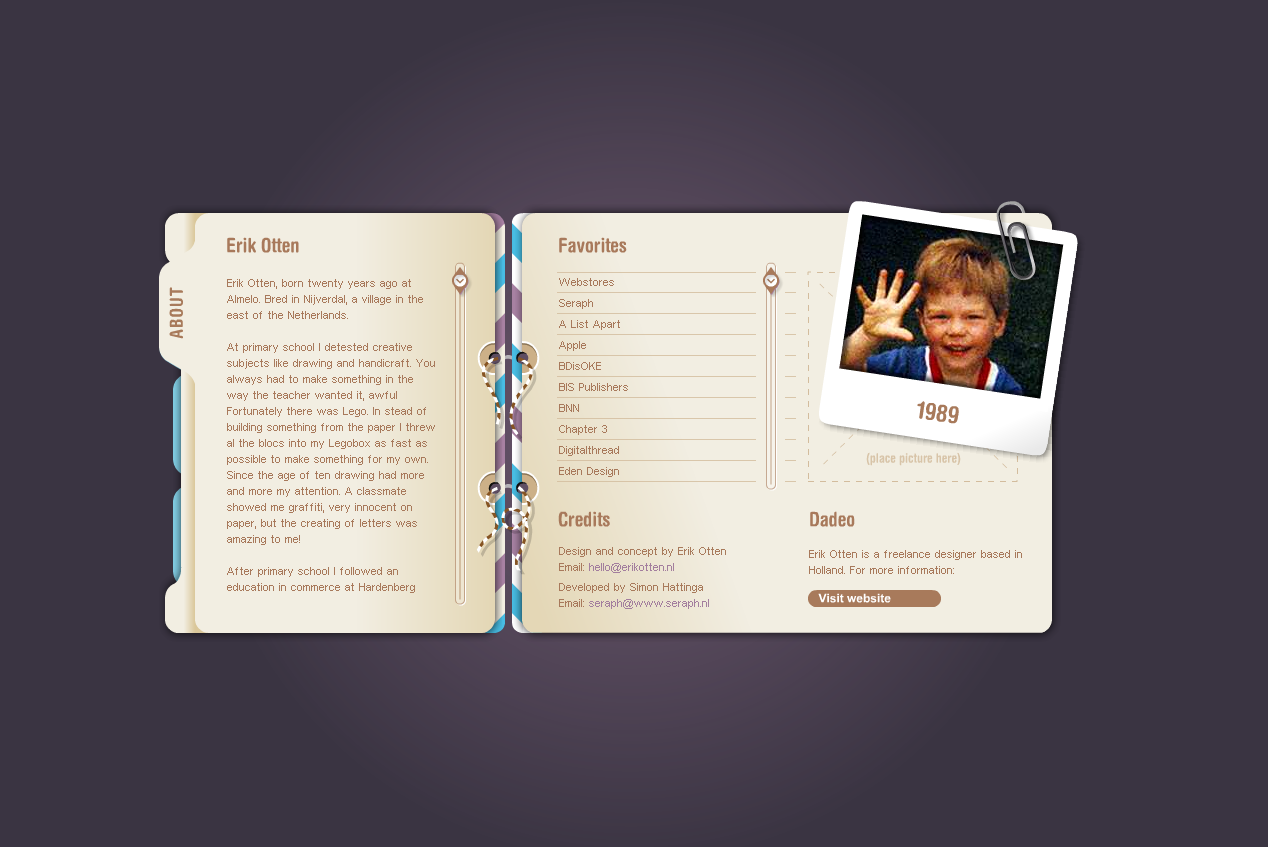 ABOUT
Erik Otten
Erik Otten, born twenty years ago at
Almelo. Bred in Nijverdal, a village in the
east of the Netherlands.
At primary school I detested creative
subjects like drawing and handicraft. You
always had to make something in the
way the teacher wanted it, awful
Fortunately there was Lego. In stead of
building something from the paper I threw
al the blocs into my Legobox as fast as
possible to make something for my own.
Since the age of ten drawing had more
and more my attention. A classmate
showed me graffiti, very innocent on
paper, but the creating of letters was
amazing to me!
After primary school I followed an
education in commerce at Hardenberg
Favorites
Webstores
Seraph
A List Apart
Apple
BDisOKE
BIS Publishers
BNN
Chapter 3
Digitalthread
Eden Design
1989
(place picture here)
Credits
Design and concept by Erik Otten
Email: hello@erikotten.nl
Developed by Simon Hattinga
Email: seraph@www.seraph.nl
Dadeo
Erik Otten is a freelance designer based in
Holland. For more information:
Visit website